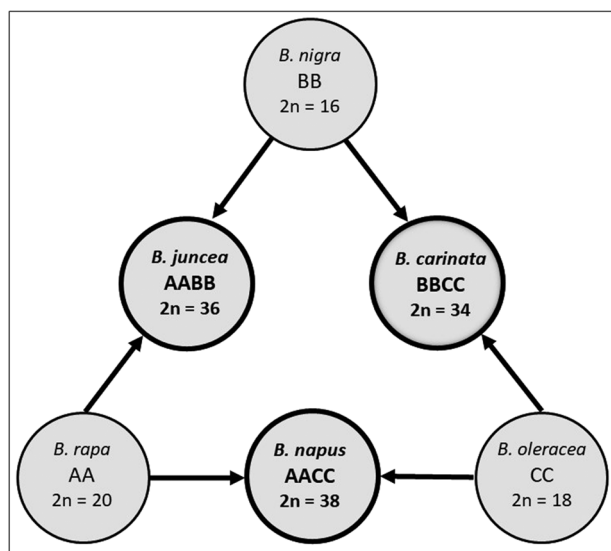 B. nigra
BB
2n = 16
B. juncea
AABB
2n = 36
B. carinata
BBCC
2n = 34
B. rapa
AA
2n = 20
B. napus
AACC
2n = 38
B. oleracea
CC
2n = 18